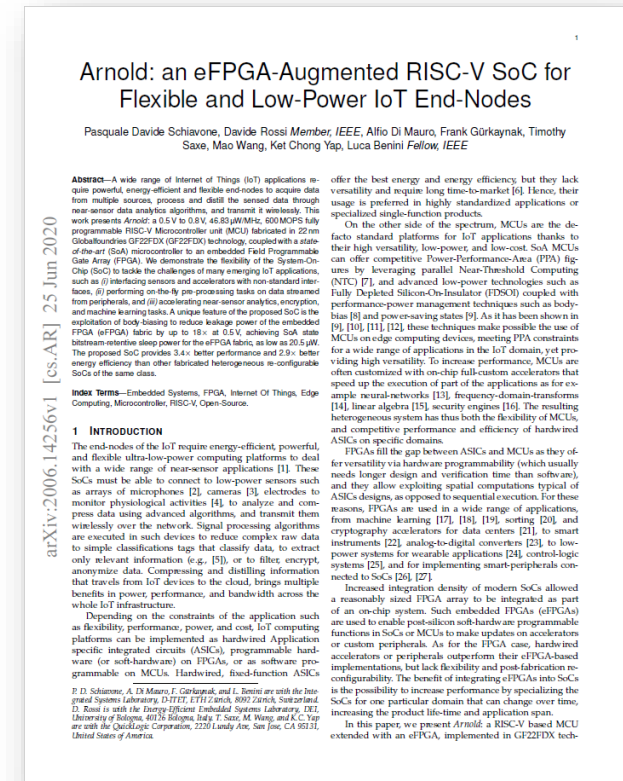 1
Arnold: an eFPGA-Augmented RISC-V SoC for
Flexible and Low-Power IoT End-Nodes
Pasquale Davide Schiavone, Davide Rossi Member, IEEE, Alfio Di Mauro, Frank Gürkaynak, Timothy
Saxe, Mao Wang, Ket Chong Yap, Luca Benini Fellow, IEEE
Abstract—A wide range of Internet of Things (IoT) applications re-
quire powerful, energy-efficient and flexible end-nodes to acquire data
from multiple sources, process and distill the sensed data through
near-sensor data analytics algorithms, and transmit it wirelessly. This
work presents Arnold: a 0.5 V to 0.8 V, 46.83 µW/MHz, 600 MOPS fully
programmable RISC-V Microcontroller unit (MCU) fabricated in 22 nm
Globalfoundries GF22FDX (GF22FDX) technology, coupled with a state-
of-the-art (SoA) microcontroller to an embedded Field Programmable
Gate Array (FPGA). We demonstrate the flexibility of the System-On-
Chip (SoC) to tackle the challenges of many emerging IoT applications,
such as (i) interfacing sensors and accelerators with non-standard inter-
faces, (ii) performing on-the-fly pre-processing tasks on data streamed
from peripherals, and (iii) accelerating near-sensor analytics, encryption,
and machine learning tasks. A unique feature of the proposed SoC is the
exploitation of body-biasing to reduce leakage power of the embedded
FPGA (eFPGA) fabric by up to 18× at 0.5 V, achieving SoA state
bitstream-retentive sleep power for the eFPGA fabric, as low as 20.5 µW.
The proposed SoC provides 3.4× better performance and 2.9× better
energy efficiency than other fabricated heterogeneous re-configurable
SoCs of the same class.
Index Terms—Embedded Systems, FPGA, Internet Of Things, Edge
Computing, Microcontroller, RISC-V, Open-Source.
1 INTRODUCTION
The end-nodes of the IoT require energy-efficient, powerful,
and flexible ultra-low-power computing platforms to deal
with a wide range of near-sensor applications [1]. These
SoCs must be able to connect to low-power sensors such
as arrays of microphones [2], cameras [3], electrodes to
monitor physiological activities [4], to analyze and com-
press data using advanced algorithms, and transmit them
wirelessly over the network. Signal processing algorithms
are executed in such devices to reduce complex raw data
to simple classifications tags that classify data, to extract
only relevant information (e.g., [5]), or to filter, encrypt,
anonymize data. Compressing and distilling information
that travels from IoT devices to the cloud, brings multiple
benefits in power, performance, and bandwidth across the
whole IoT infrastructure.
Depending on the constraints of the application such
as flexibility, performance, power, and cost, IoT computing
platforms can be implemented as hardwired Application
specific integrated circuits (ASICs), programmable hard-
ware (or soft-hardware) on FPGAs, or as software pro-
grammable on MCUs. Hardwired, fixed-function ASICs
P. D. Schiavone, A. Di Mauro, F. Gürkaynak, and L. Benini are with the Inte-
grated Systems Laboratory, D-ITET, ETH Zürich, 8092 Zürich, Switzerland.
D. Rossi is with the Energy-Efficient Embedded Systems Laboratory, DEI,
University of Bologna, 40126 Bologna, Italy. T. Saxe, M. Wang, and K.C. Yap
are with the QuickLogic Corporation, 2220 Lundy Ave, San Jose, CA 95131,
United States of America.
offer the best energy and energy efficiency, but they lack
versatility and require long time-to-market [6]. Hence, their
usage is preferred in highly standardized applications or
specialized single-function products.
On the other side of the spectrum, MCUs are the de-
facto standard platforms for IoT applications thanks to
their high versatility, low-power, and low-cost. SoA MCUs
can offer competitive Power-Performance-Area (PPA) fig-
ures by leveraging parallel Near-Threshold Computing
(NTC) [7], and advanced low-power technologies such as
Fully Depleted Silicon-On-Insulator (FDSOI) coupled with
performance-power management techniques such as body-
bias [8] and power-saving states [9]. As it has been shown in
[9], [10], [11], [12], these techniques make possible the use of
MCUs on edge computing devices, meeting PPA constraints
for a wide range of applications in the IoT domain, yet pro-
viding high versatility. To increase performance, MCUs are
often customized with on-chip full-custom accelerators that
speed up the execution of part of the applications as for ex-
ample neural-networks [13], frequency-domain-transforms
[14], linear algebra [15], security engines [16]. The resulting
heterogeneous system has thus both the flexibility of MCUs,
and competitive performance and efficiency of hardwired
ASICs on specific domains.
FPGAs fill the gap between ASICs and MCUs as they of-
fer versatility via hardware programmability (which usually
needs longer design and verification time than software),
and they allow exploiting spatial computations typical of
ASICs designs, as opposed to sequential execution. For these
reasons, FPGAs are used in a wide range of applications,
from machine learning [17], [18], [19], sorting [20], and
cryptography accelerators for data centers [21], to smart
instruments [22], analog-to-digital converters [23], to low-
power systems for wearable applications [24], control-logic
systems [25], and for implementing smart-peripherals con-
nected to SoCs [26], [27].
Increased integration density of modern SoCs allowed
a reasonably sized FPGA array to be integrated as part
of an on-chip system. Such embedded FPGAs (eFPGAs)
are used to enable post-silicon soft-hardware programmable
functions in SoCs or MCUs to make updates on accelerators
or custom peripherals. As for the FPGA case, hardwired
accelerators or peripherals outperform their eFPGA-based
implementations, but lack flexibility and post-fabrication re-
configurability. The benefit of integrating eFPGAs into SoCs
is the possibility to increase performance by specializing the
SoCs for one particular domain that can change over time,
increasing the product life-time and application span.
In this paper, we present Arnold: a RISC-V based MCU
extended with an eFPGA, implemented in GF22FDX tech-
arXiv:2006.14256v1 [cs.AR] 25 Jun 2020